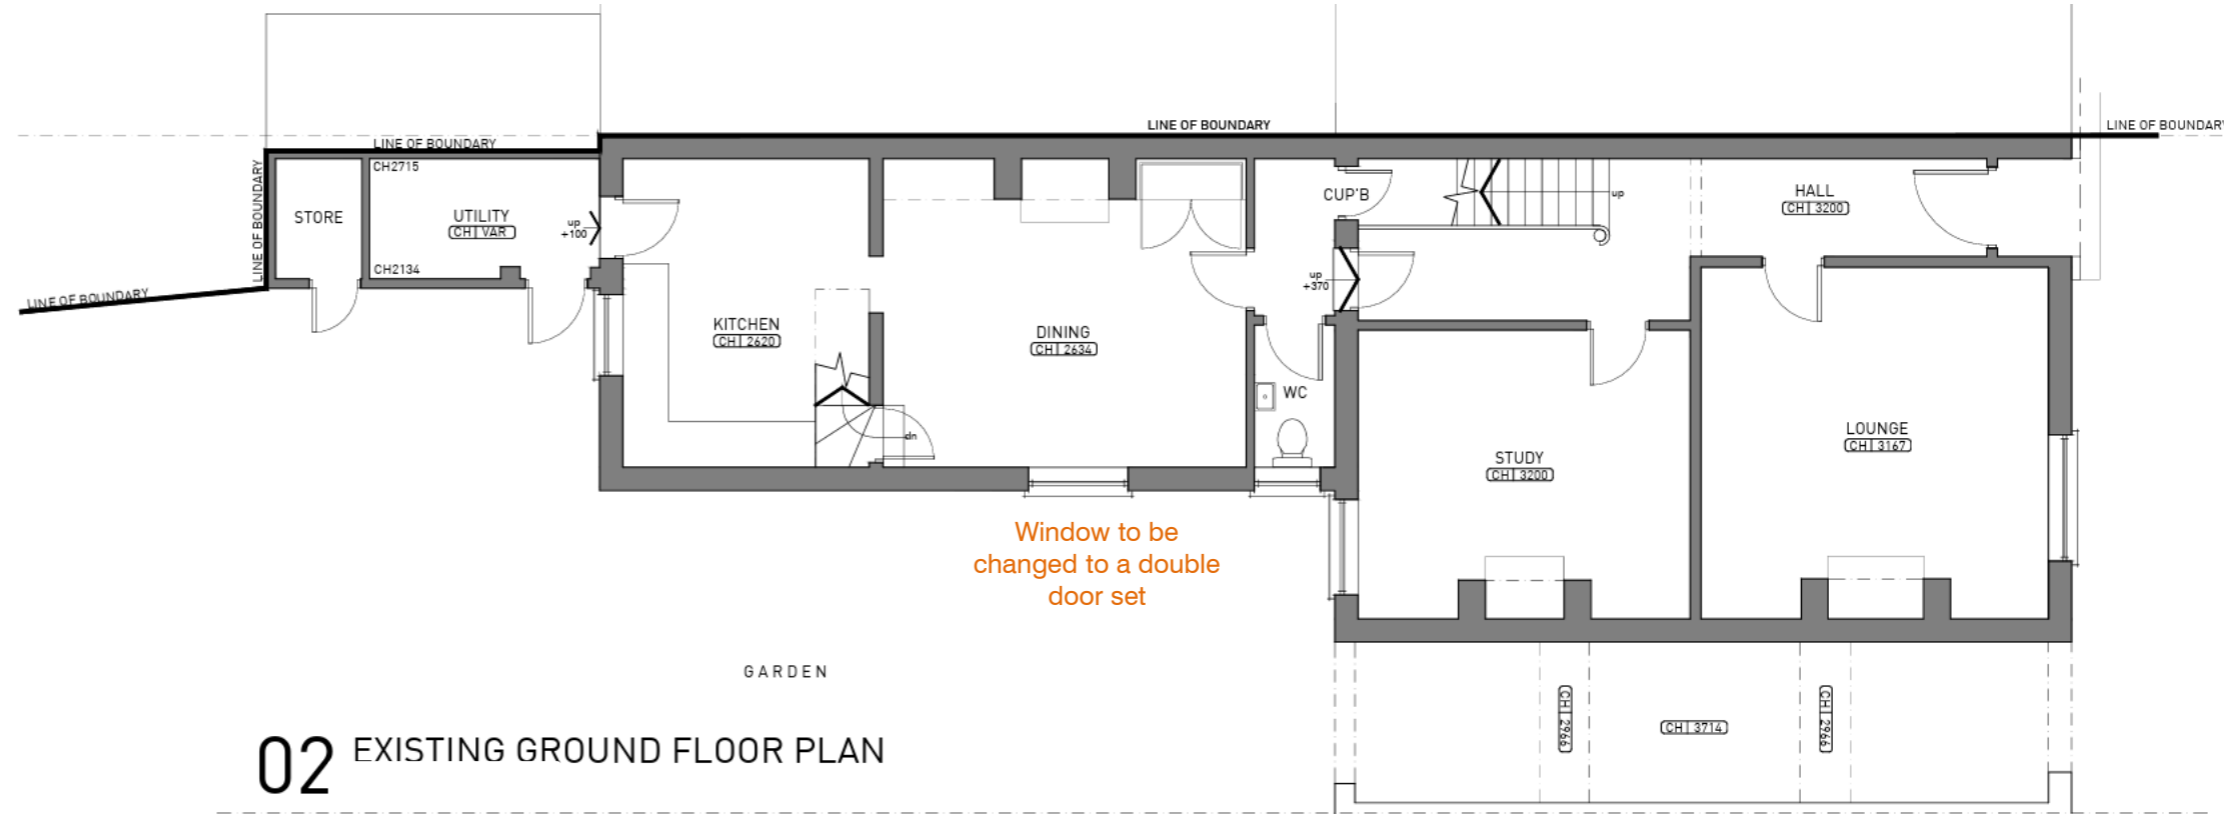 LINE OF BOUNDARY
LINE OF BOUNDARY
LINE OF BOUNDARY
LINE OF BOUNDARY
LINE OF BOUNDARY
CH2715
STORE
UTILITY
CH VAR
up
+100
CH2134
CUP'B
up
HALL
CH 3200
up
+370
KITCHEN
CH 2620
DINING
CH 2634
WC
dn
STUDY
CH 3200
LOUNGE
CH 3167
Window to be
changed to a double
door set
GARDEN
CH 2966
CH 3714
CH 2966
02 EXISTING GROUND FLOOR PLAN